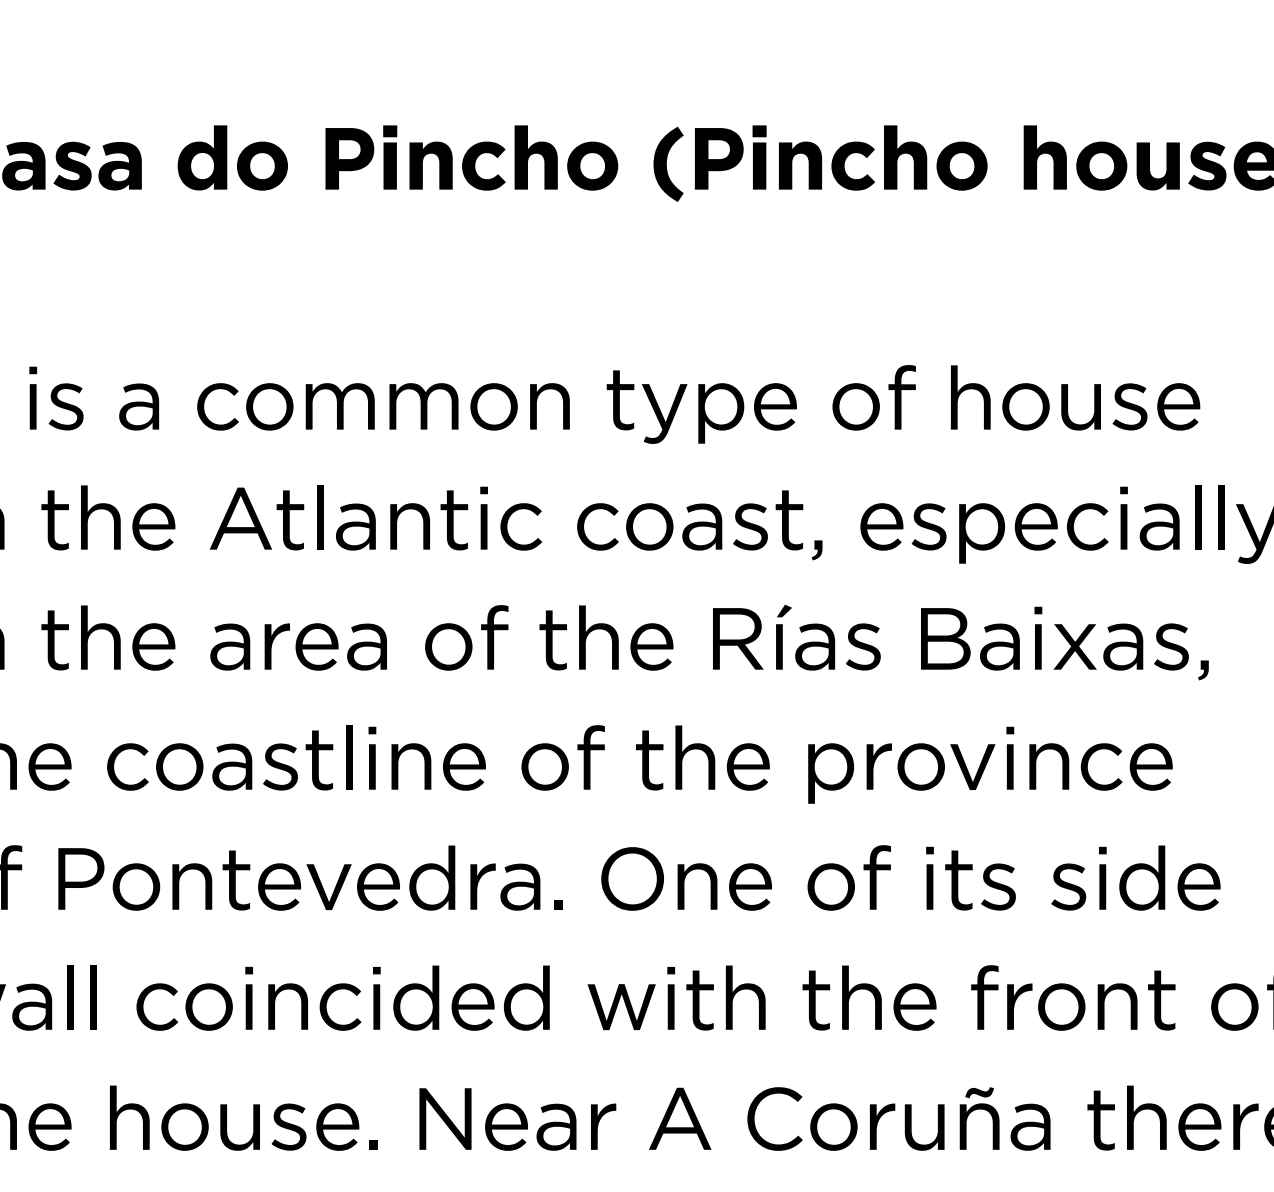 asa do Pincho (Pincho house
is a common type of house
the Atlantic coast, especially
the area of the Rías Baixas,
he coastline of the province
f Pontevedra. One of its side
all coincided with the front of
he house. Near A Coruña there